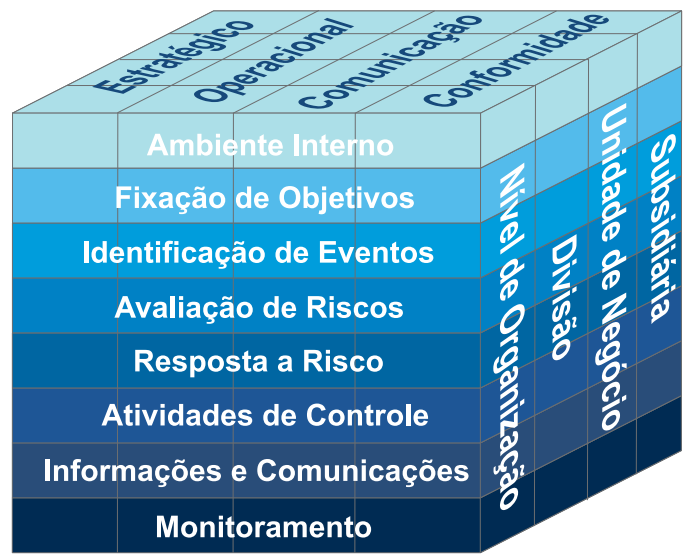 Estratégico
Operacional
Comunicação
Conformidade
Ambiente Interno
Fixação de Objetivos
Identificação de Eventos
Avaliação de Riscos
Resposta a Risco
Atividades de Controle
Informações e Comunicações
Monitoramento
Nível de Organização
Divisão
Unidade de Negócio
Subsidiária